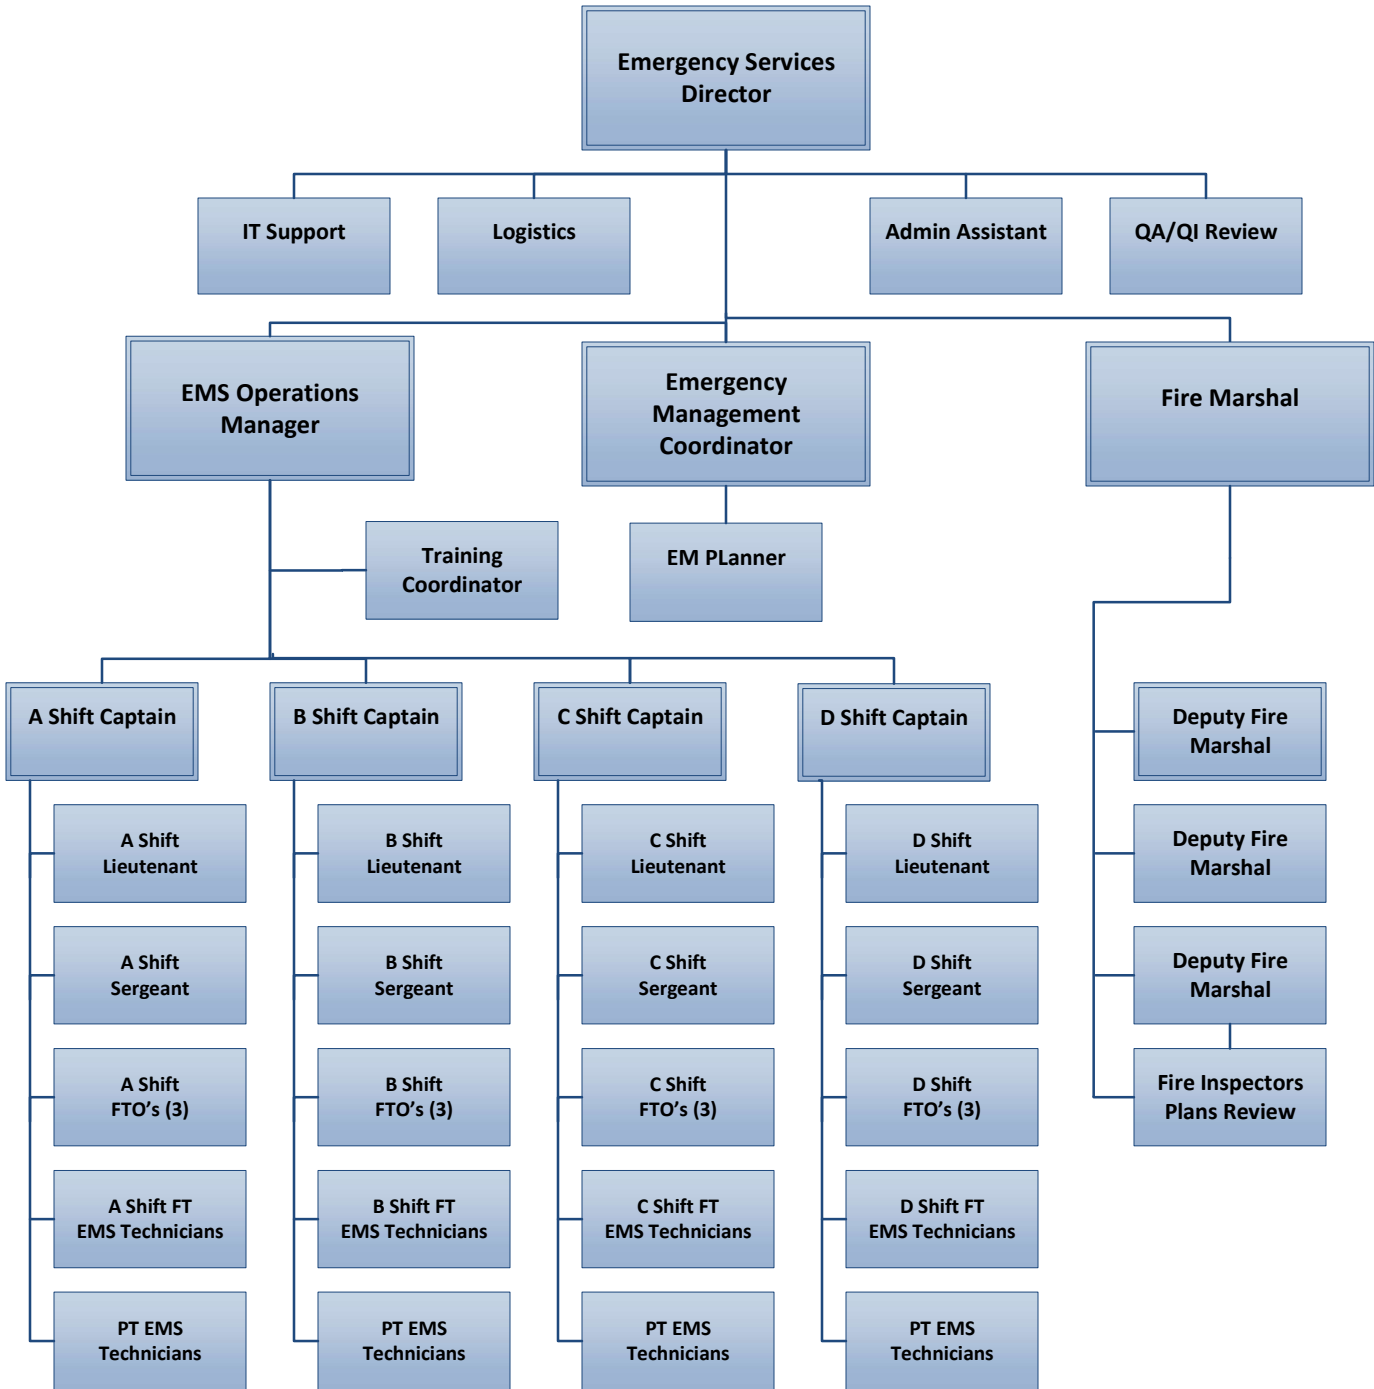 Emergency Services
Director
IT Support
Logistics
Admin Assistant
QA/QI Review
EMS Operations
Manager
Emergency
Management
Coordinator
Fire Marshal
Training
Coordinator
EM PLanner
A Shift Captain
B Shift Captain
C Shift Captain
D Shift Captain
Deputy Fire
Marshal
A Shift
Lieutenant
B Shift
Lieutenant
C Shift
Lieutenant
D Shift
Lieutenant
Deputy Fire
Marshal
A Shift
Sergeant
B Shift
Sergeant
C Shift
Sergeant
D Shift
Sergeant
Deputy Fire
Marshal
A Shift
FTO’s (3)
B Shift
FTO’s (3)
C Shift
FTO’s (3)
D Shift
FTO’s (3)
Fire Inspectors
Plans Review
A Shift FT
EMS Technicians
B Shift FT
EMS Technicians
C Shift FT
EMS Technicians
D Shift FT
EMS Technicians
PT EMS
Technicians
PT EMS
Technicians
PT EMS
Technicians
PT EMS
Technicians